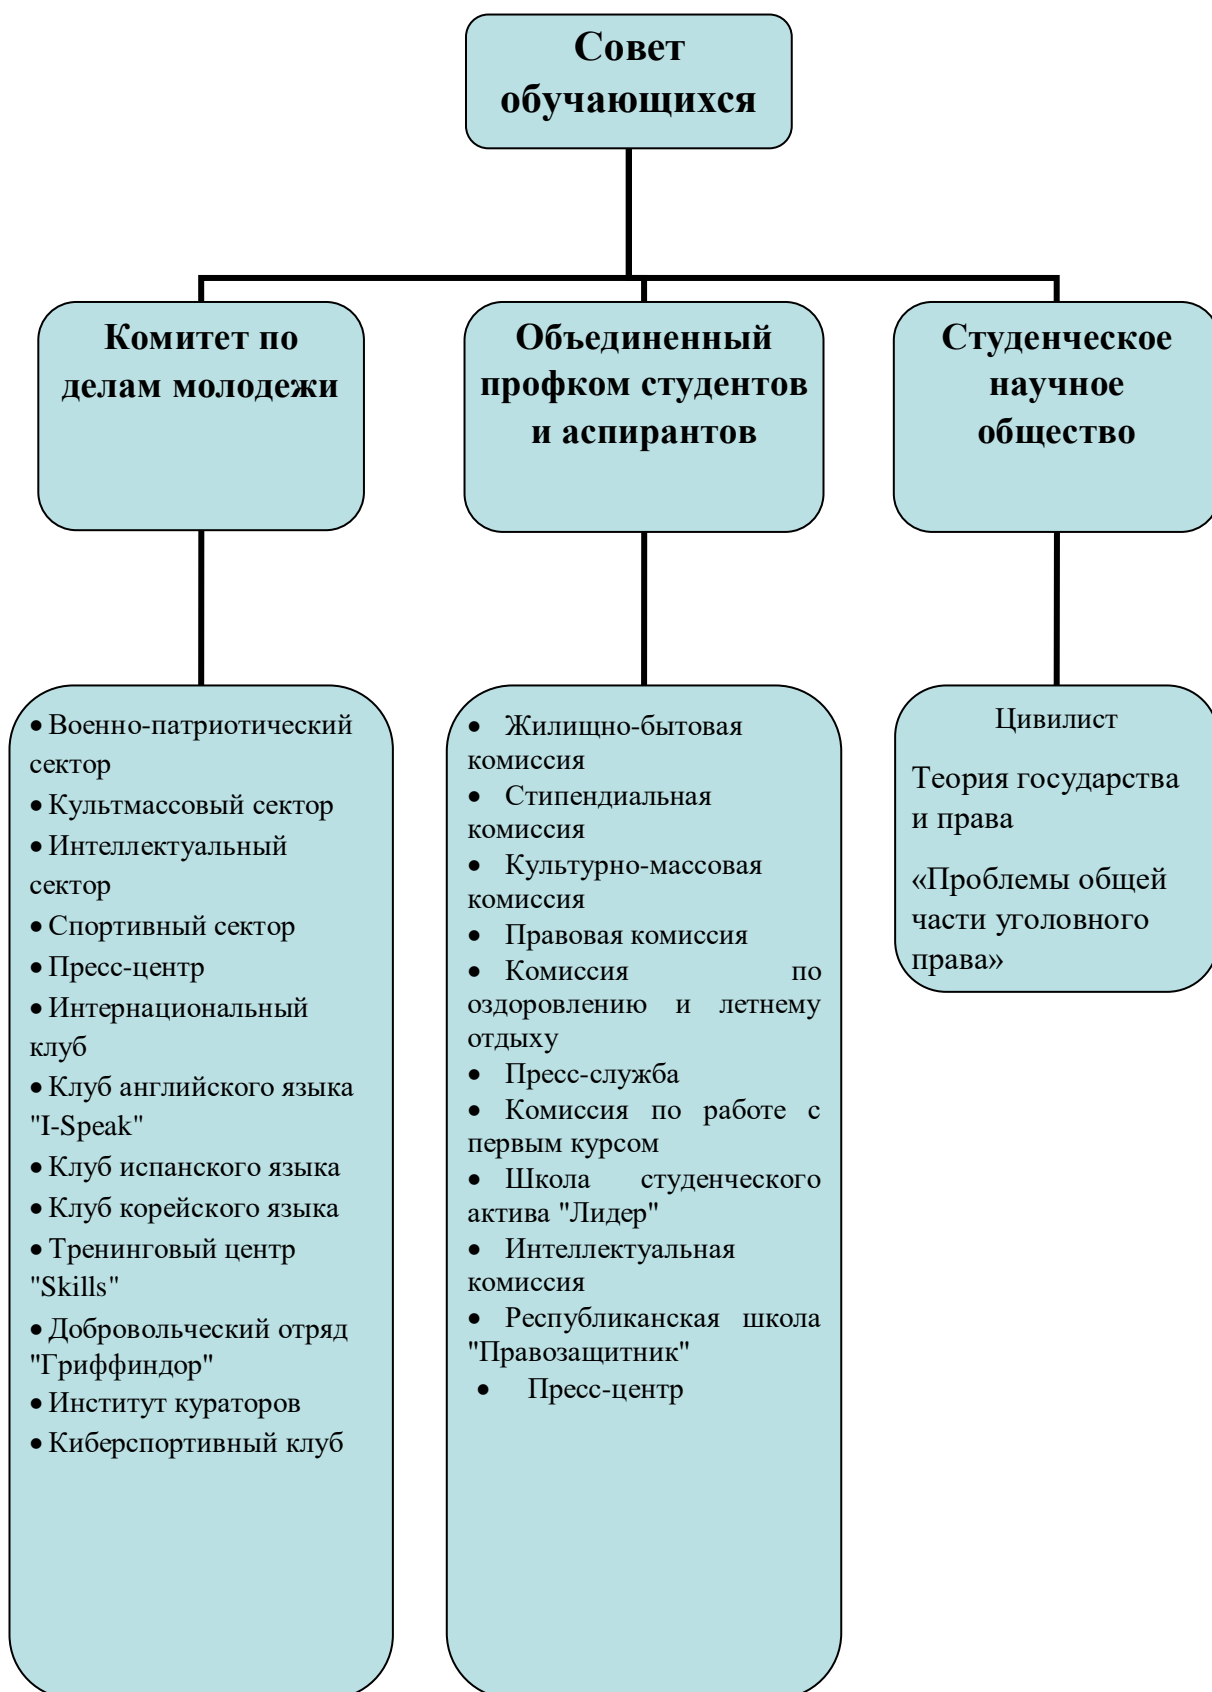 Совет
обучающихся
Комитет по
делам молодежи
Объединенный
профком студентов
и аспирантов
Студенческое
научное
общество
• Военно-патриотический
сектор
• Культмассовый сектор
• Интеллектуальный
сектор
• Спортивный сектор
• Пресс-центр
• Интернациональный
клуб
• Клуб английского языка
"I-Speak"
• Клуб испанского языка
• Клуб корейского языка
• Тренинговый центр
"Skills"
• Добровольческий отряд
"Гриффиндор"
• Институт кураторов
• Киберспортивный клуб
• Жилищно-бытовая
комиссия
• Стипендиальная
комиссия
• Культурно-массовая
комиссия
• Правовая комиссия
• Комиссия по
оздоровлению и летнему
отдыху
• Пресс-служба
• Комиссия по работе с
первым курсом
• Школа студенческого
актива "Лидер"
• Интеллектуальная
комиссия
• Республиканская школа
"Правозащитник"
• Пресс-центр
Цивилист
Теория государства
и права
«Проблемы общей
части уголовного
права»